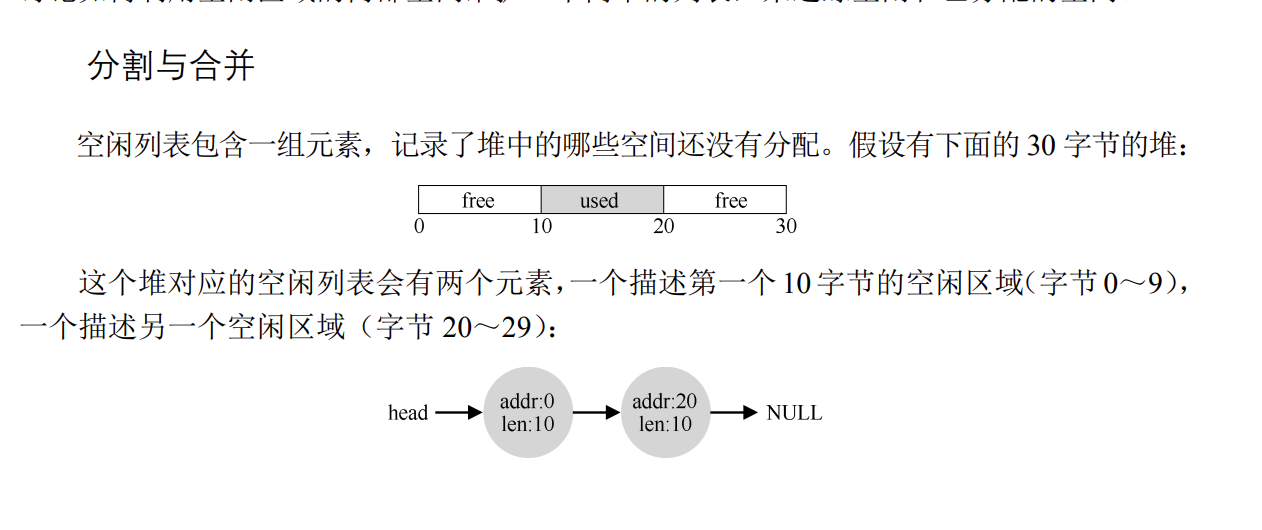 分割与合并
空闲列表包含一组元素，记录了堆中的哪些空间还没有分配。假设有下面的 30 字节的堆：
free used free
0 10 20 30
这个堆对应的空闲列表会有两个元素，一个描述第一个 10 字节的空闲区域（字节 0～9），
一个描述另一个空闲区域（字节 20～29）：
head addr:0 len:10 addr:20 len:10 NULL